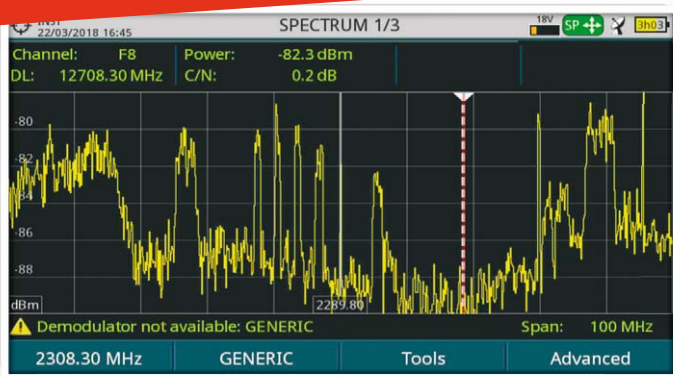 22/03/2018 16:45
SPECTRUM 1/3
18V
SP
3h03
Channel: F8 Power: -82.3 dBm
DL: 12708.30 MHz C/N: 0.2 dB
-80
-82
-84
-86
-88
dBm
2289.80
Demodulator not available: GENERIC
Span: 100 MHz
2308.30 MHz GENERIC Tools Advanced